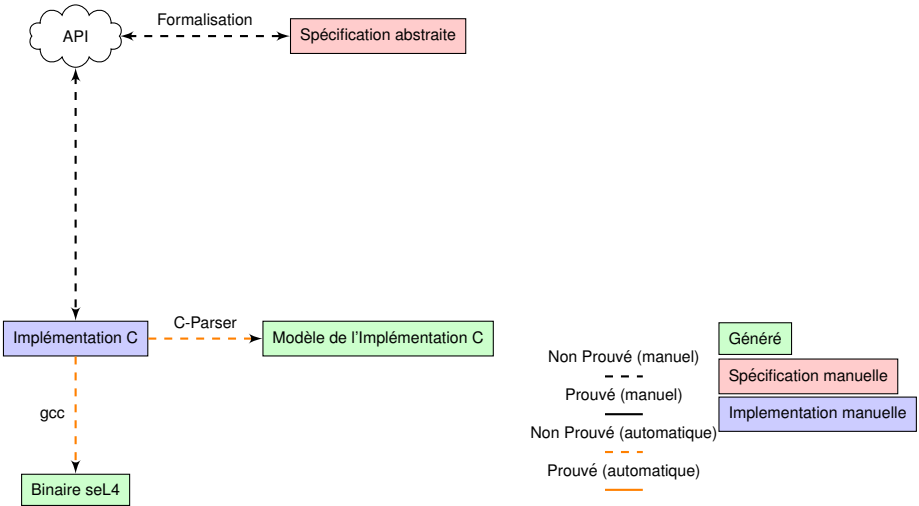 Formalisation
API
Spécification abstraite
Implémentation C
C-Parser
Modèle de l'Implémentation C
gcc
Binaire seL4
Non Prouvé (manuel)
Prouvé (manuel)
Non Prouvé (automatique)
Prouvé (automatique)
Généré
Spécification manuelle
Implementation manuelle